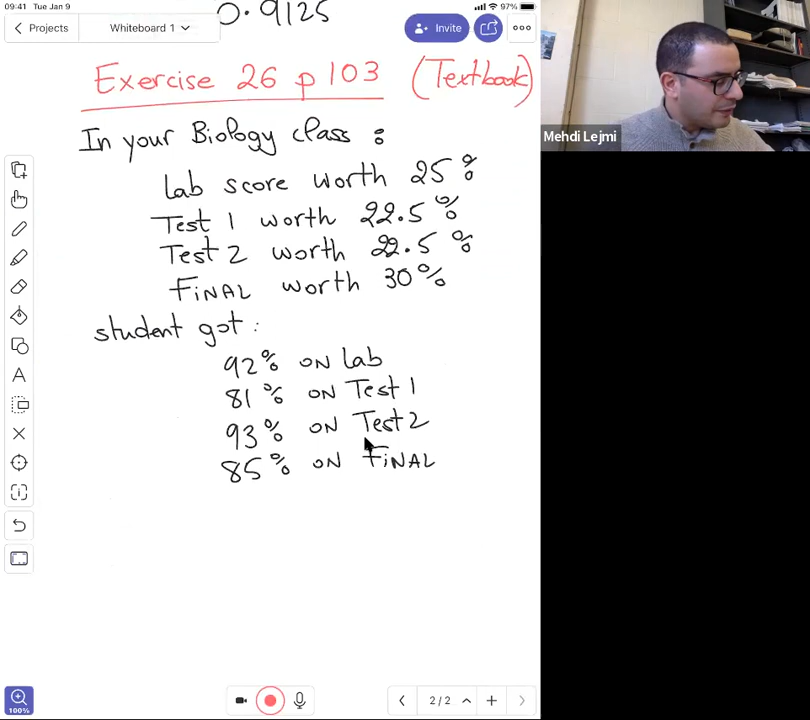 09:41 Tue Jan 9
97%
0.9125
Projects
Whiteboard 1
Invite
Exercise 26 p 103 (Textbook)
Mehdi Lejmi
In your Biology class :
Lab score worth 25 %
Test 1 worth 22.5 %
Test 2 worth 22.5 %
FiNAL worth 30%
student got :
92% ON Lab
81 % ON Test 1
93 % ON Test 2
85% ON FiNAL
A
100%
2/2